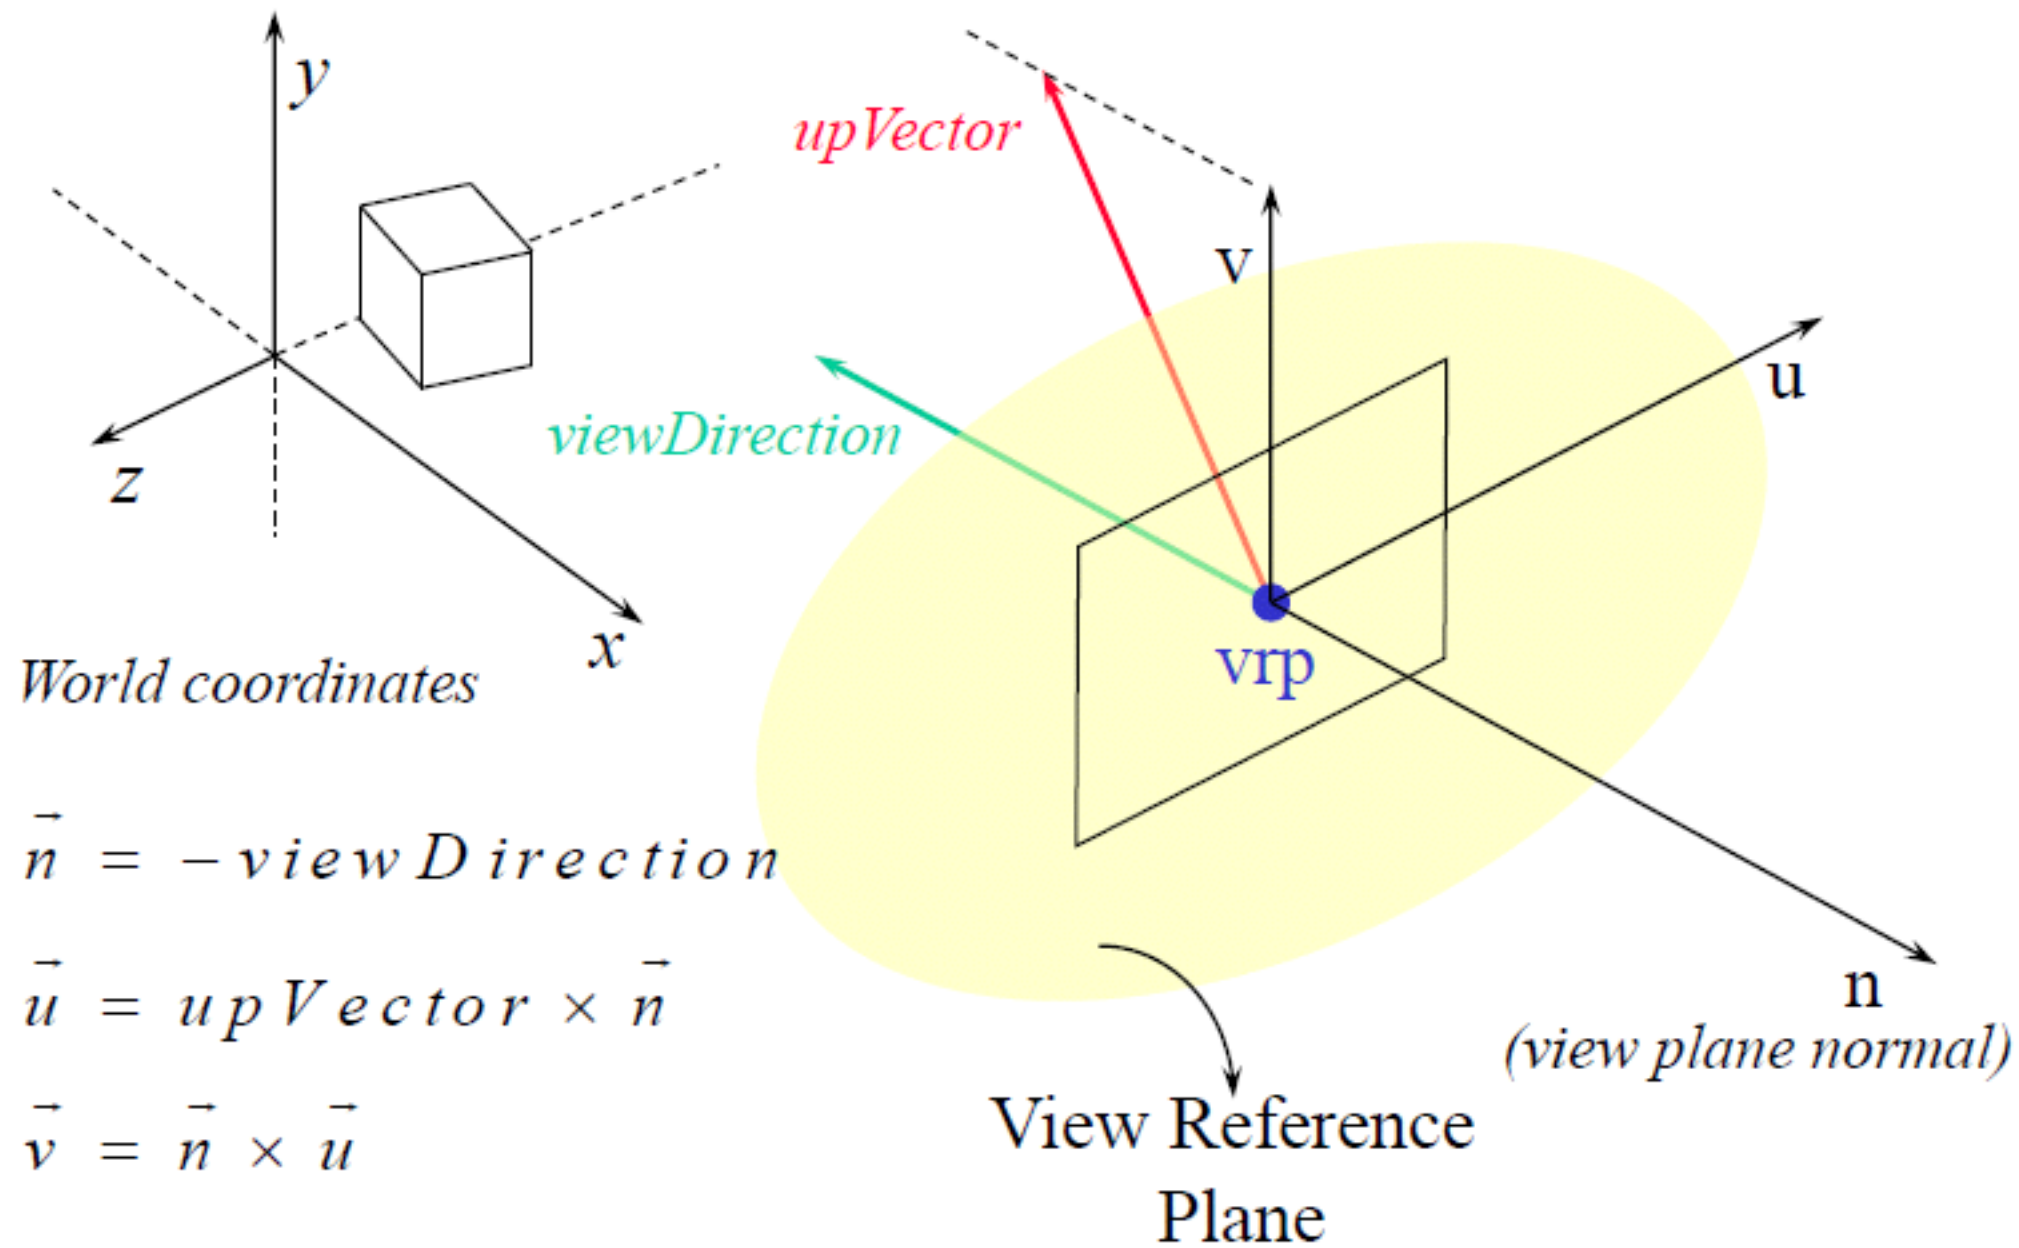 y
upVector
v
u
viewDirection
z
x
vrp
World coordinates
n⃗ = −viewDirection
n
(view plane normal)
u⃗ = upVector × n⃗
v⃗ = n⃗ × u⃗
View Reference
Plane